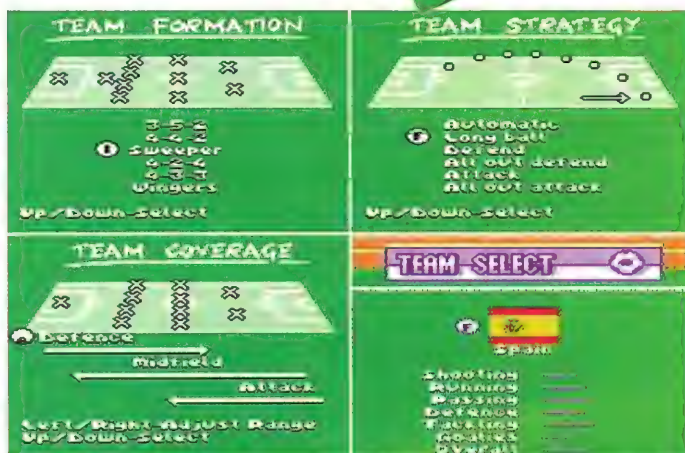 TEAM FORMATION
3-5-2
4-4-2
Sweeper
4-2-4
4-3-3
Wingers
Up/Down-Select
TEAM STRATEGY
Automatic
Long ball
Defend
All out defend
Attack
All out attack
Up/Down-Select
TEAM COVERAGE
Defence
Midfield
Attack
Left/Right-Adjust Range
Up/Down-Select
TEAM SELECT
Spain
Shooting
Running
Passing
Defence
Tackling
Goalies
Overall